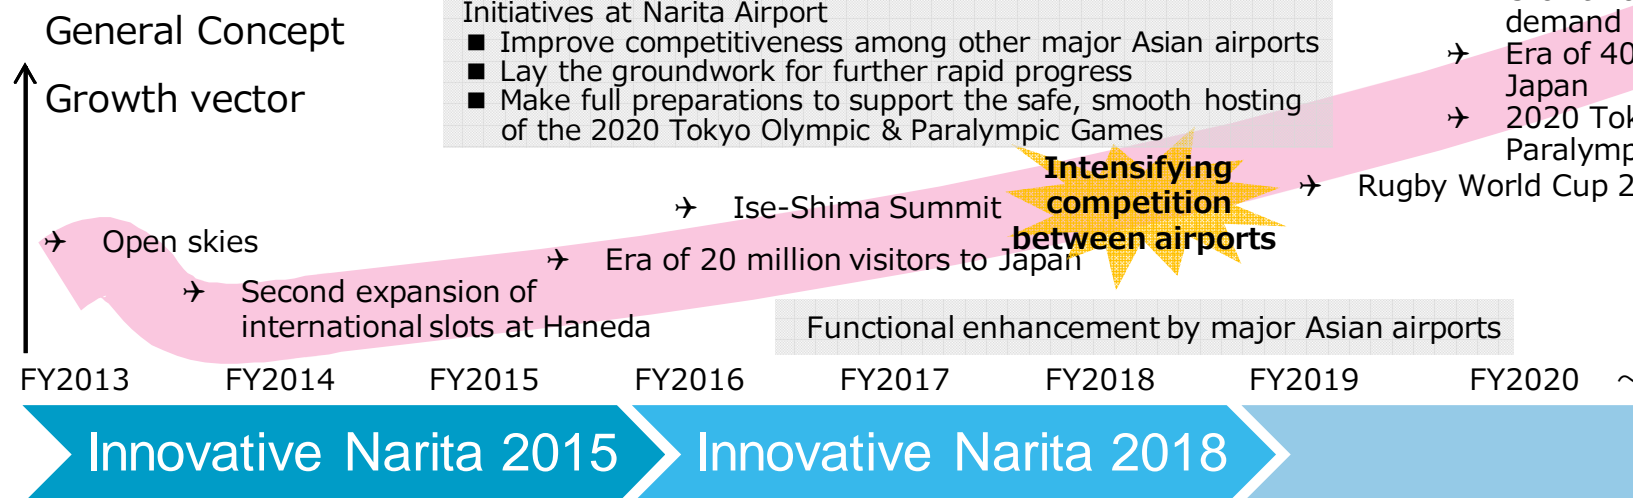 General Concept
Growth vector
Initiatives at Narita Airport
■ Improve competitiveness among other major Asian airports
■ Lay the groundwork for further rapid progress
■ Make full preparations to support the safe, smooth hosting
of the 2020 Tokyo Olympic & Paralympic Games
demand
✈ Era of 40
Japan
✈ 2020 Tok
Paralymp
✈ Rugby World Cup 2
Intensifying
competition
between airports
✈ Ise-Shima Summit
✈ Open skies
✈ Era of 20 million visitors to Japan
✈ Second expansion of
international slots at Haneda
Functional enhancement by major Asian airports
FY2013 FY2014 FY2015 FY2016 FY2017 FY2018 FY2019 FY2020 ~
Innovative Narita 2015 Innovative Narita 2018